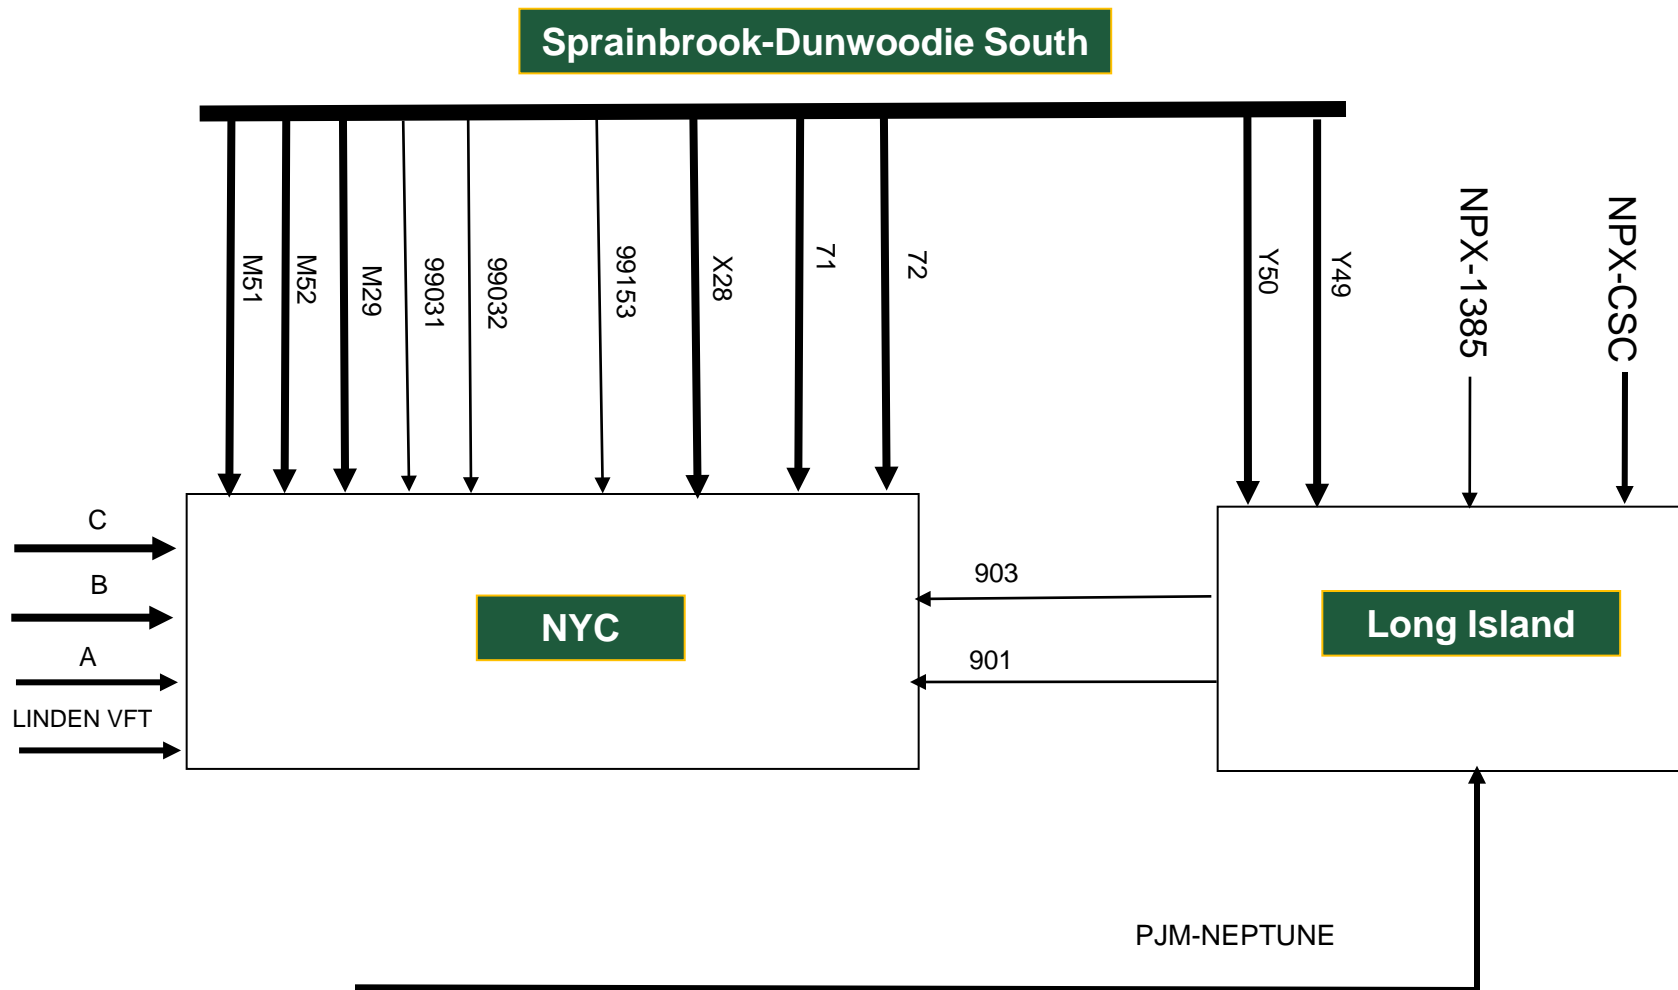 Sprainbrook-Dunwoodie South
M51
M52
M29
99031
99032
99153
X28
71
72
Y50
Y49
NPX-1385
NPX-CSC
C
B
A
LINDEN VFT
NYC
903
901
Long Island
PJM-NEPTUNE